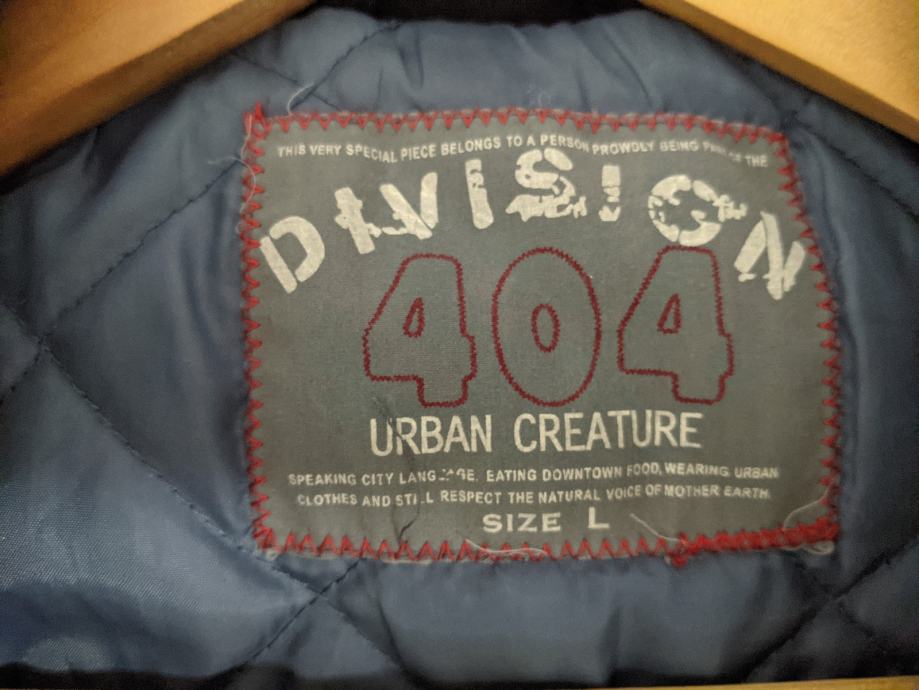 THIS VERY SPECIAL PIECE BELONGS TO A PERSON PROWDLY BEING PART OF THE
DIVISION
404
URBAN CREATURE
SPEAKING CITY LANGUAGE, EATING DOWNTOWN FOOD, WEARING URBAN
CLOTHES AND STILL RESPECT THE NATURAL VOICE OF MOTHER EARTH.
SIZE L